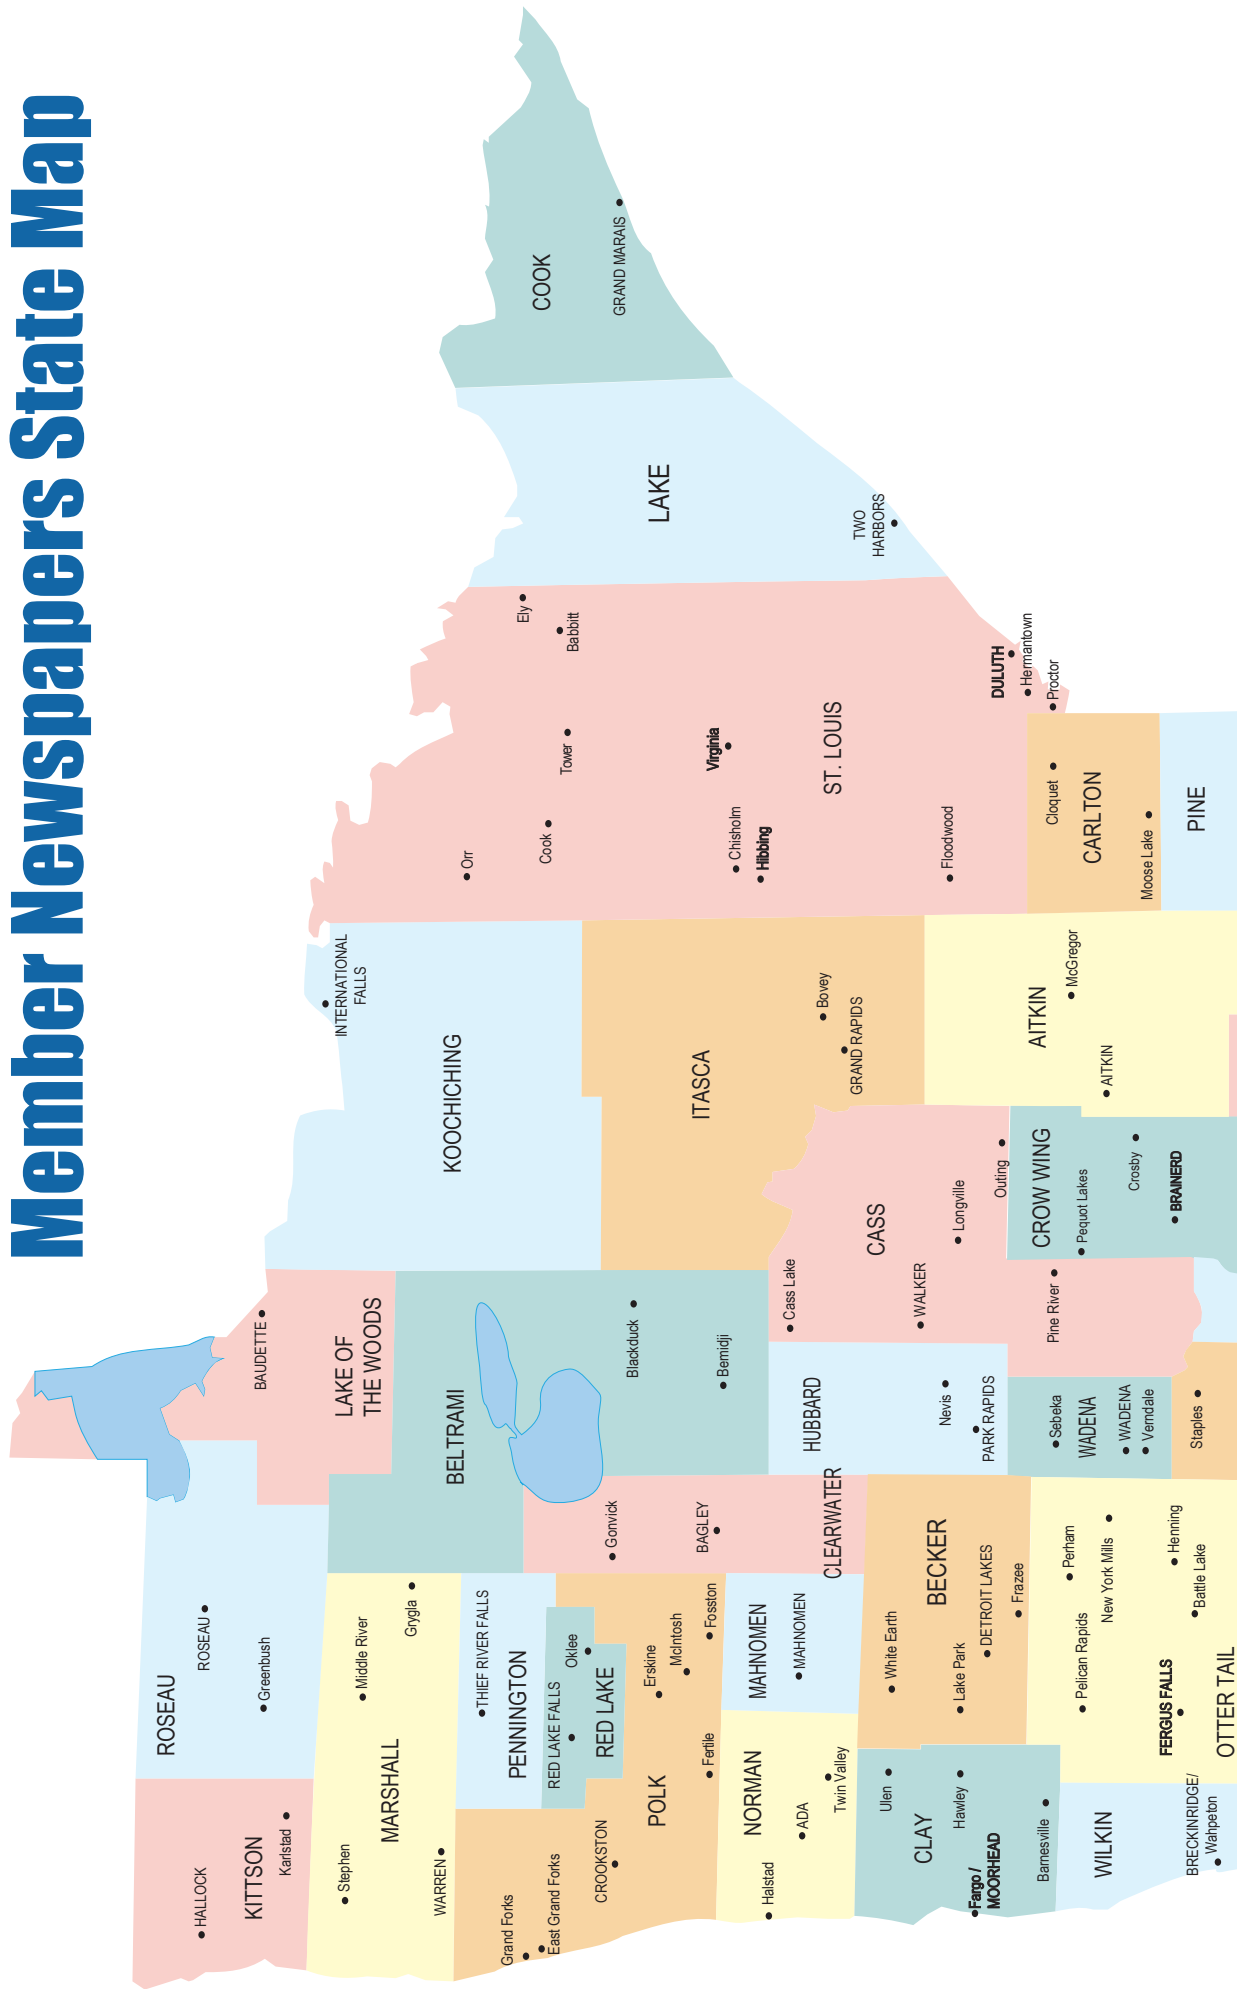 Member Newspapers State Map
HALLOCK
KITTSON
Karlstad
ROSEAU
ROSEAU
Greenbush
BAUDETTE
LAKE OF
THE WOODS
INTERNATIONAL
FALLS
KOOCHICHING
Stephen
MARSHALL
WARREN
Middle River
Grygla
BELTRAMI
Blackduck
Bemidji
THIEF RIVER FALLS
PENNINGTON
RED LAKE FALLS
Oklee
RED LAKE
Grand Forks
East Grand Forks
CROOKSTON
POLK
Erskine
McIntosh
Fosston
Fertile
Gonvick
BAGLEY
CLEARWATER
ITASCA
Bovey
GRAND RAPIDS
Orr
Cook
Tower
Ely
Babbitt
Virginia
Chisholm
Hibbing
ST. LOUIS
Floodwood
DULUTH
Hermantown
Proctor
LAKE
TWO
HARBORS
COOK
GRAND MARAIS
NORMAN
Halstad
ADA
Twin Valley
MAHNOMEN
MAHNOMEN
HUBBARD
Nevis
PARK RAPIDS
Cass Lake
CASS
WALKER
Longville
Outing
Pine River
Ulen
CLAY
Hawley
Fargo /
MOORHEAD
Barnesville
White Earth
BECKER
Lake Park
DETROIT LAKES
Frazee
Sebeka
WADENA
WADENA
Verndale
CROW WING
Pequot Lakes
Crosby
BRAINERD
AITKIN
McGregor
AITKIN
Cloquet
CARLTON
Moose Lake
PINE
WILKIN
BRECKINRIDGE/
Wahpeton
Perham
Pelican Rapids
New York Mills
Henning
Battle Lake
FERGUS FALLS
OTTER TAIL
Staples